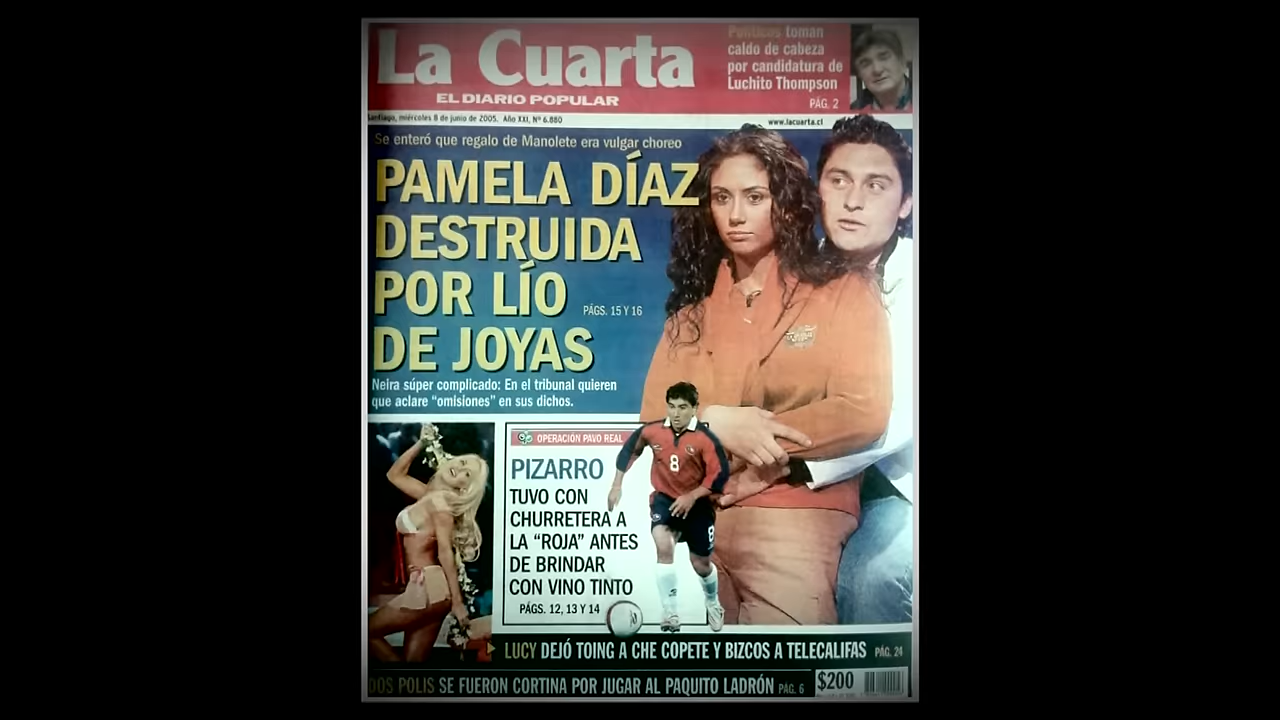 La Cuarta
EL DIARIO POPULAR
Políticos toman
caldo de cabeza
por candidatura de
Luchito Thompson
PÁG. 2
Santiago, miércoles 8 de junio de 2005. Año XXI, Nº 6.880
www.lacuarta.cl
Se enteró que regalo de Manolete era vulgar choreo
PAMELA DÍAZ
DESTRUIDA
POR LÍO
PÁGS. 15 Y 16
DE JOYAS
Neira súper complicado: En el tribunal quieren
que aclare “omisiones” en sus dichos.
OPERACIÓN PAVO REAL
PIZARRO
TUVO CON
CHURRETERA A
LA “ROJA” ANTES
DE BRINDAR
CON VINO TINTO
PÁGS. 12, 13 Y 14
8
8
LUCY DEJÓ TOING A CHE COPETE Y BIZCOS A TELECALIFAS PÁG. 24
DOS POLIS SE FUERON CORTINA POR JUGAR AL PAQUITO LADRÓN PÁG. 6
$200